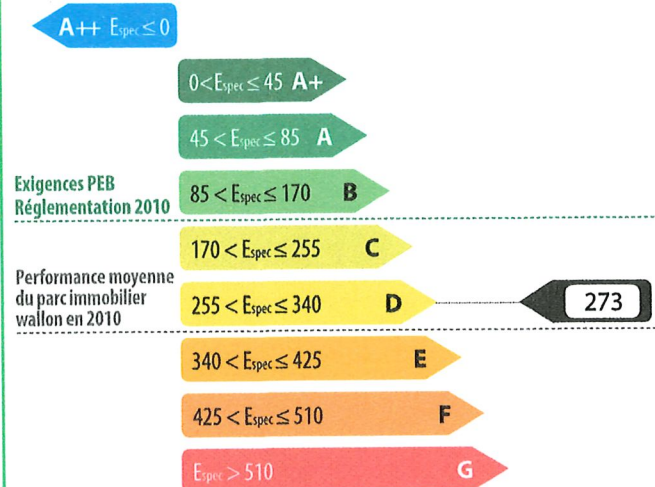 A++ Espec ≤ 0
0 < Espec ≤ 45 A+
45 < Espec ≤ 85 A
Exigences PEB
Réglementation 2010
85 < Espec ≤ 170 B
170 < Espec ≤ 255 C
Performance moyenne
du parc immobilier
wallon en 2010
255 < Espec ≤ 340 D
273
340 < Espec ≤ 425 E
425 < Espec ≤ 510 F
Espec > 510 G